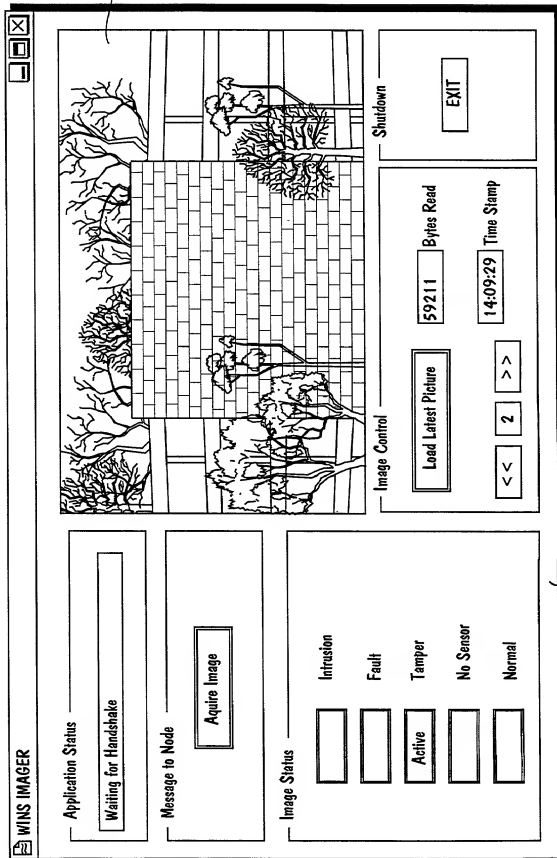 WINS IMAGER
Application Status
Waiting for Handshake
Message to Node
Aquire Image
Image Status
Intrusion
Fault
Active Tamper
No Sensor
Normal
Image Control
Load Latest Picture
59211 Bytes Read
<< 2 >>
14:09:29 Time Stamp
Shutdown
EXIT